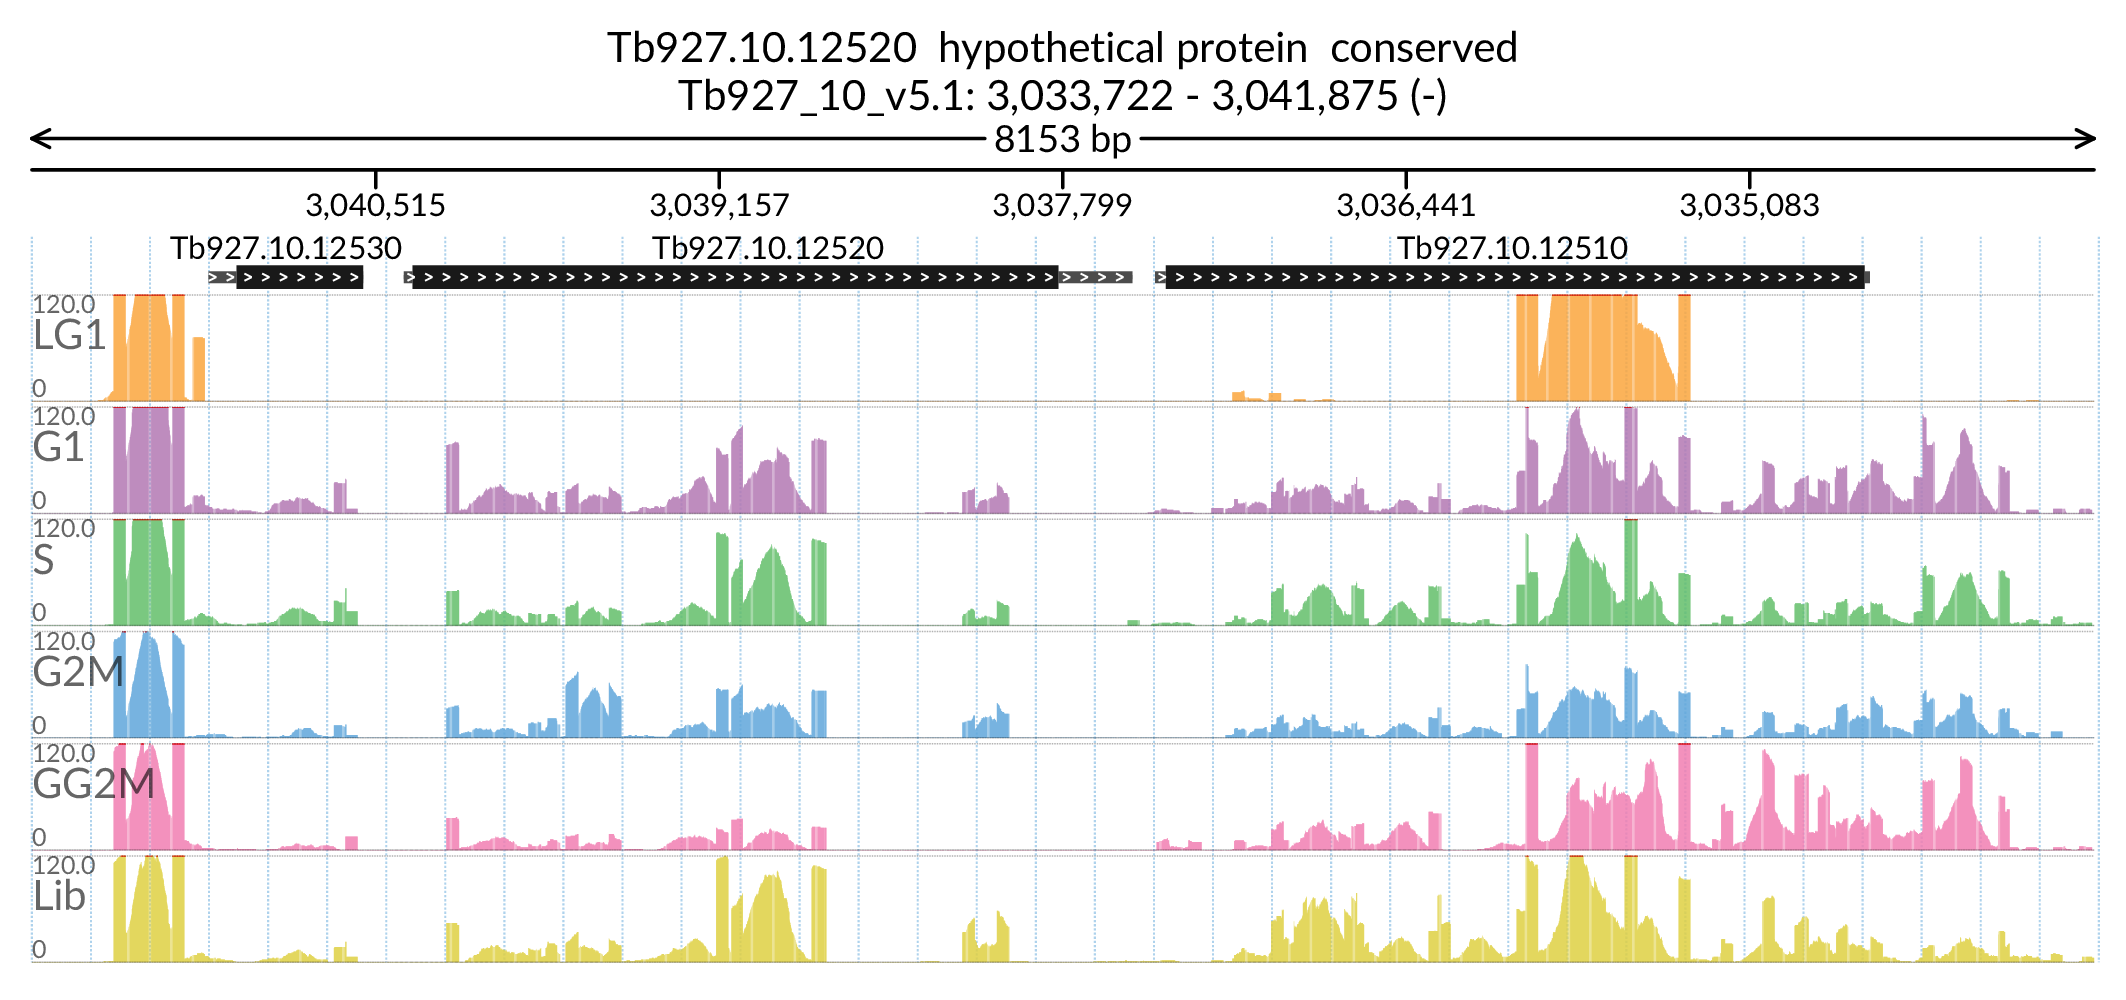 Tb927.10.12520 hypothetical protein conserved
Tb927_10_v5.1: 3,033,722 - 3,041,875 (-)
8153 bp
3,040,515 3,039,157 3,037,799 3,036,441 3,035,083
Tb927.10.12530 Tb927.10.12520 Tb927.10.12510
120.0
LG1
0
120.0
G1
0
120.0
S
0
120.0
G2M
0
120.0
GG2M
0
120.0
Lib
0